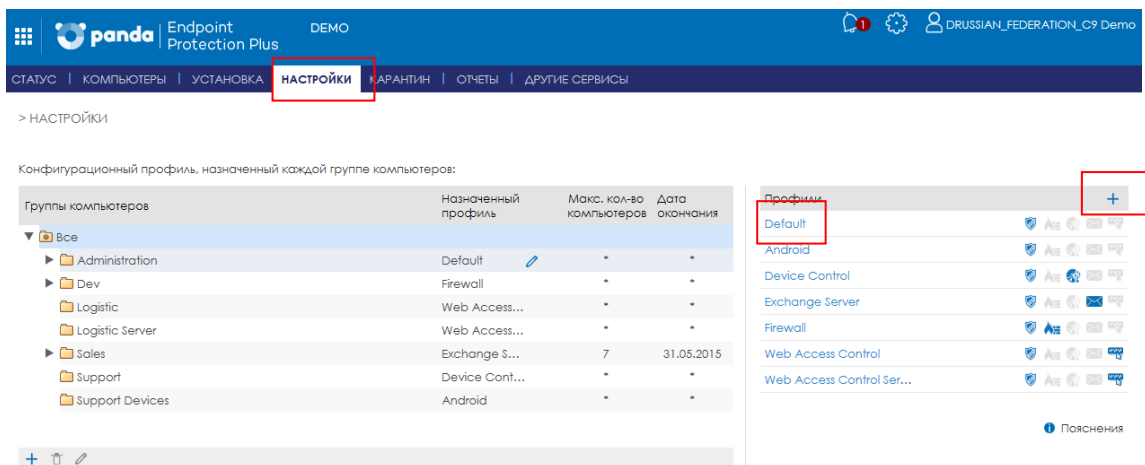 panda Endpoint Protection Plus DEMO 1 DRUSSIAN_FEDERATION_C9 Demo
СТАТУС | КОМПЬЮТЕРЫ | УСТАНОВКА НАСТРОЙКИ КАРАНТИН | ОТЧЕТЫ | ДРУГИЕ СЕРВИСЫ
> НАСТРОЙКИ
Конфигурационный профиль, назначенный каждой группе компьютеров:
Группы компьютеров Назначенный профиль Макс. кол-во компьютеров Дата окончания
Все
Administration Default * *
Dev Firewall * *
Logistic Web Access... * *
Logistic Server Web Access... * *
Sales Exchange S... 7 31.05.2015
Support Device Cont... * *
Support Devices Android * *
Профили +
Default
Android
Device Control
Exchange Server
Firewall
Web Access Control
Web Access Control Ser...
Пояснения